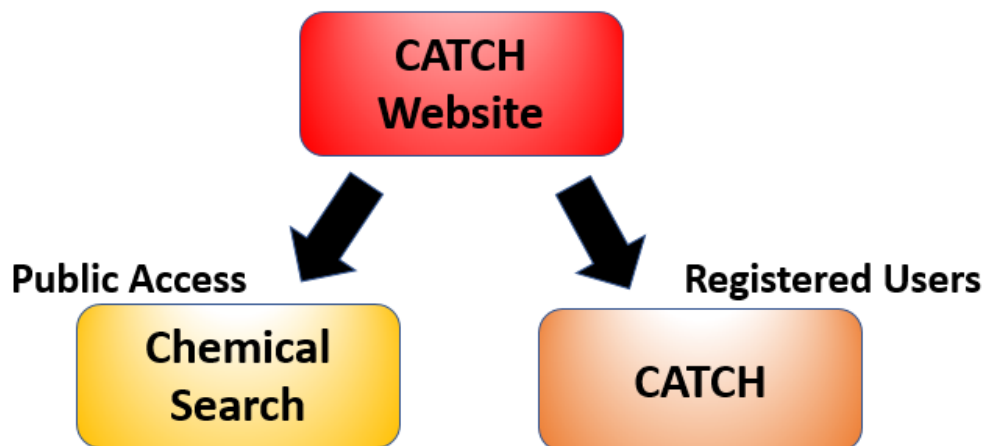 CATCH
Website
Public Access
Registered Users
Chemical
Search
CATCH